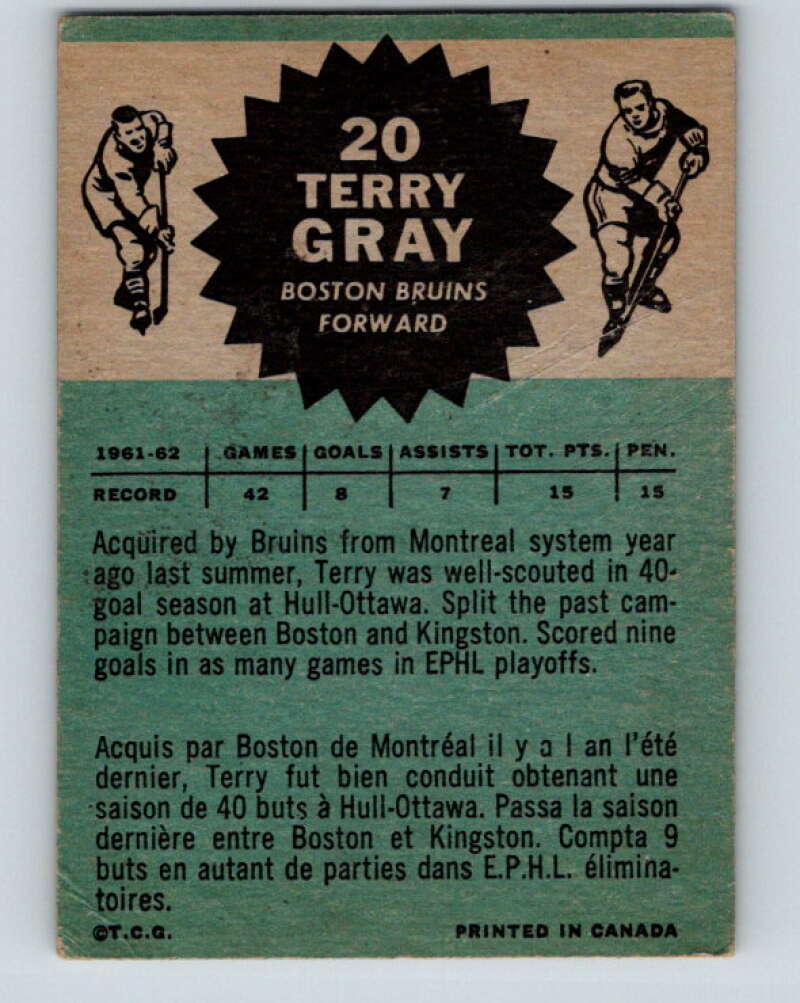 20
TERRY
GRAY
BOSTON BRUINS
FORWARD
1961-62 GAMES GOALS ASSISTS TOT. PTS. PEN.
RECORD 42 8 7 15 15
Acquired by Bruins from Montreal system year
ago last summer, Terry was well-scouted in 40-
goal season at Hull-Ottawa. Split the past cam-
paign between Boston and Kingston. Scored nine
goals in as many games in EPHL playoffs.
Acquis par Boston de Montréal il y a 1 an l'été
dernier, Terry fut bien conduit obtenant une
saison de 40 buts à Hull-Ottawa. Passa la saison
dernière entre Boston et Kingston. Compta 9
buts en autant de parties dans E.P.H.L. élimina-
toires.
©T.C.G. PRINTED IN CANADA